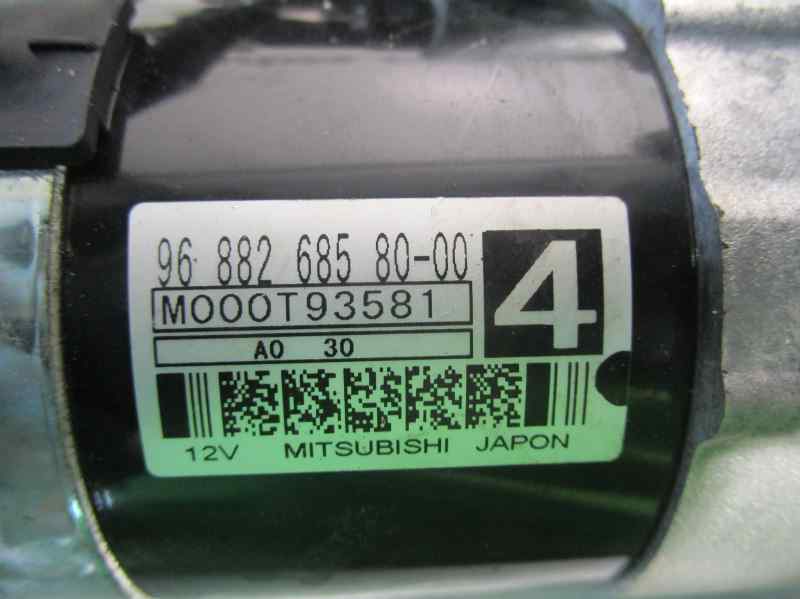 96 882 685 80-00
M000T93581
4
A0 30
12V MITSUBISHI JAPON